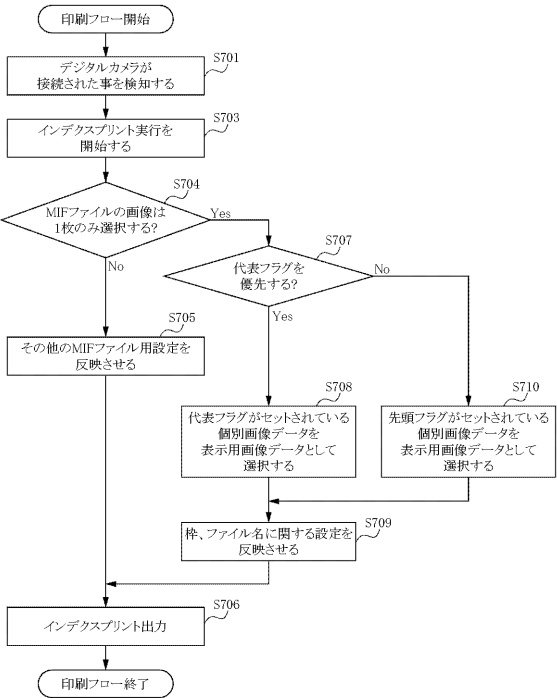 印刷フロー開始
S701
デジタルカメラが
接続された事を検知する
S703
インデクスプリント実行を
開始する
S704
MIFファイルの画像は
1枚のみ選択する?
Yes
No
S707
代表フラグを
優先する?
No
Yes
S705
その他のMIFファイル用設定を
反映させる
S708
代表フラグがセットされている
個別画像データを
表示用画像データとして
選択する
S710
先頭フラグがセットされている
個別画像データを
表示用画像データとして
選択する
S709
枠、ファイル名に関する設定を
反映させる
S706
インデクスプリント出力
印刷フロー終了